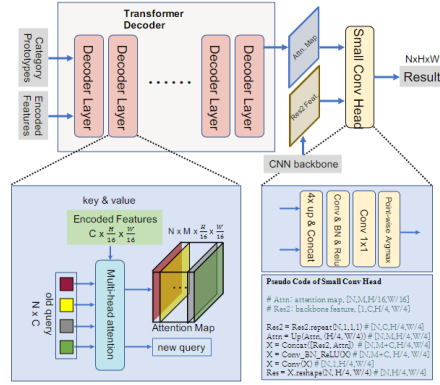 Transformer
Decoder
Category
Prototypes
Encoded
Features
Decoder Layer
Decoder Layer
Decoder Layer
Decoder Layer
Attn. Map
Res2 Feat.
Small Conv Head
NxHxW
Result
CNN backbone
key & value
Encoded Features
C x H/16 x W/16
N x M x H/16 x W/16
old query
N x C
Multi-head attention
Attention Map
new query
4x up & Concat
Conv & BN & Relu
Conv 1x1
Point-wise Argmax
Pseudo Code of Small Conv Head
# Attn: attention map, [N,M,H/16,W/16]
# Res2: backbone feature, [1,C,H/4, W/4]
Res2 = Res2.repeat(N,1,1,1) # [N,C,H/4,W/4]
Attn = Up(Attn, (H/4, W/4)) # [N,M,H/4,W/4]
X = Concat([Res2, Attn]) # [N,M+C,H/4,W/4]
X = Conv_BN_ReLU(X) # [N,M+C, H/4, W/4]
X = Conv(X) # [N,1,H/4,W/4]
Res = X.reshape(N, H/4, W/4) # [N,H/4,W/4]